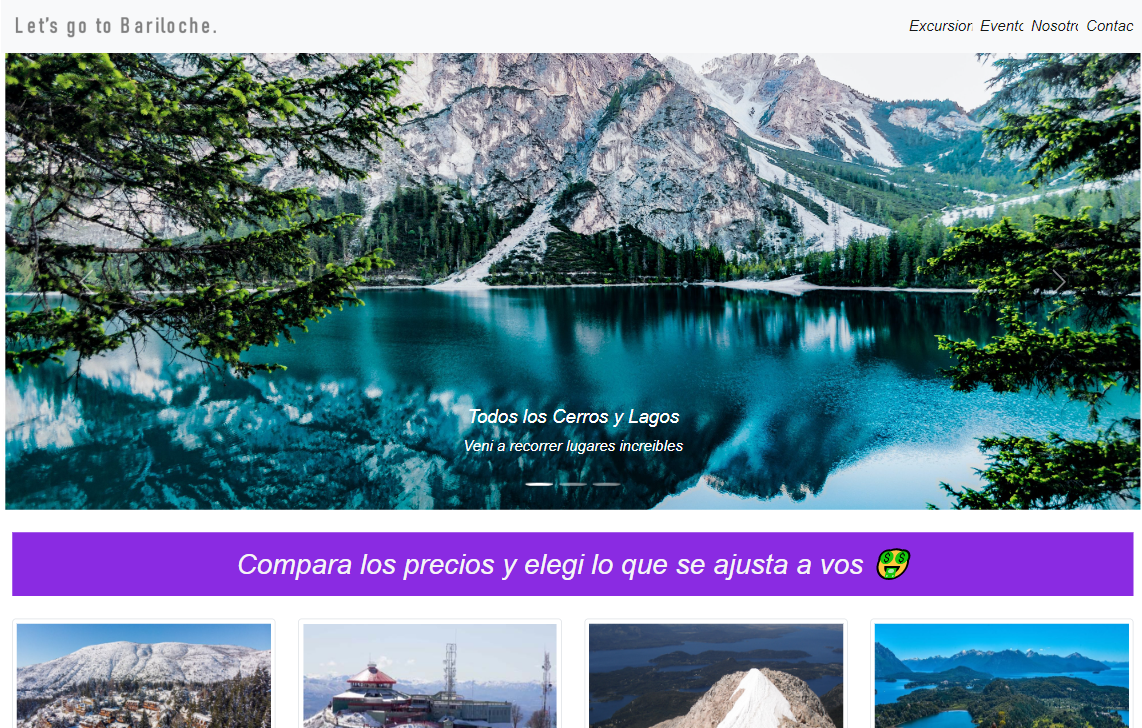 Let's go to Bariloche.
Excursion Evento Nosotro Contac
Todos los Cerros y Lagos
Veni a recorrer lugares increibles
Compara los precios y elegi lo que se ajusta a vos 🤑